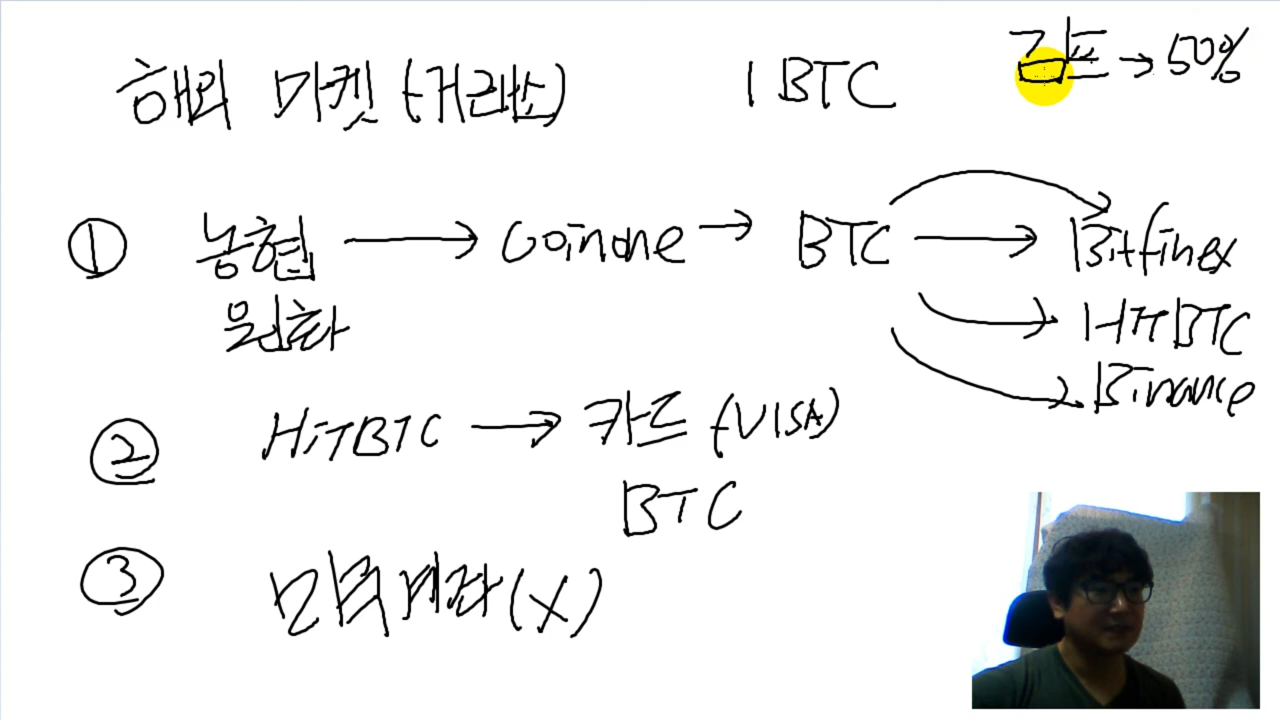 해외 마켓 (거래소) 1 BTC 김프 → 50%
① 농협 → Coinone → BTC → Bitfinex
원화 → HitBTC
→ Binance
② HiTBTC → 카드 (VISA)
BTC
③ 미국계좌 (X)